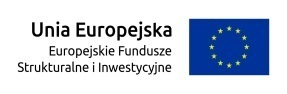 Unia Europejska
Europejskie Fundusze
Strukturalne i Inwestycyjne